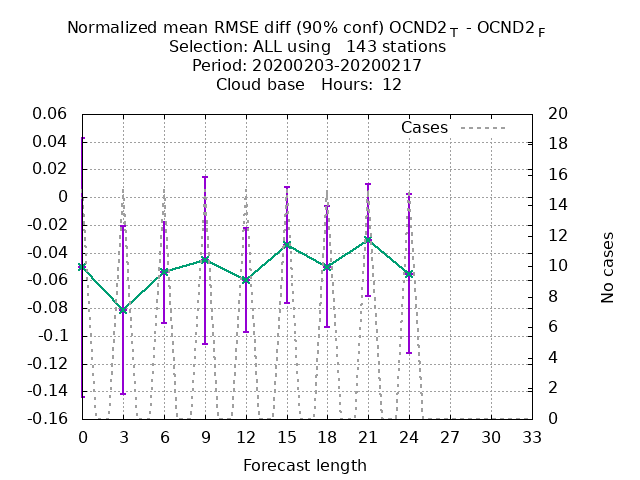 Normalized mean RMSE diff (90% conf) OCND2 T - OCND2 F
Selection: ALL using 143 stations
Period: 20200203-20200217
Cloud base Hours: 12
Cases
0.06
0.04
0.02
0
-0.02
-0.04
-0.06
-0.08
-0.1
-0.12
-0.14
-0.16
20
18
16
14
12
10
8
6
4
2
0
No cases
0 3 6 9 12 15 18 21 24 27 30 33
Forecast length